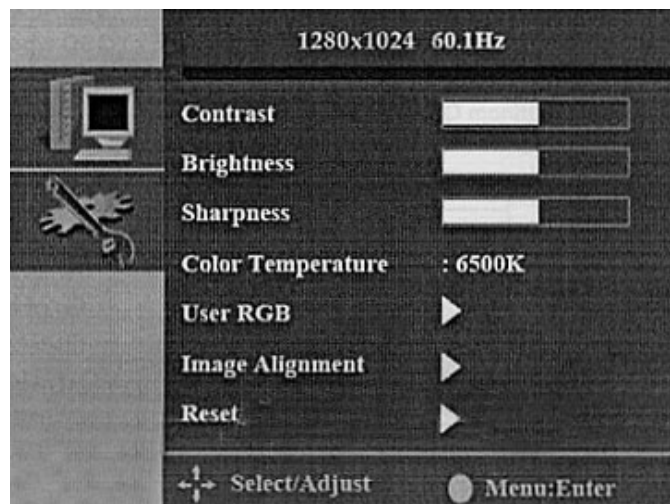 1280x1024 60.1Hz
Contrast
Brightness
Sharpness
Color Temperature : 6500K
User RGB
Image Alignment
Reset
Select/Adjust Menu:Enter